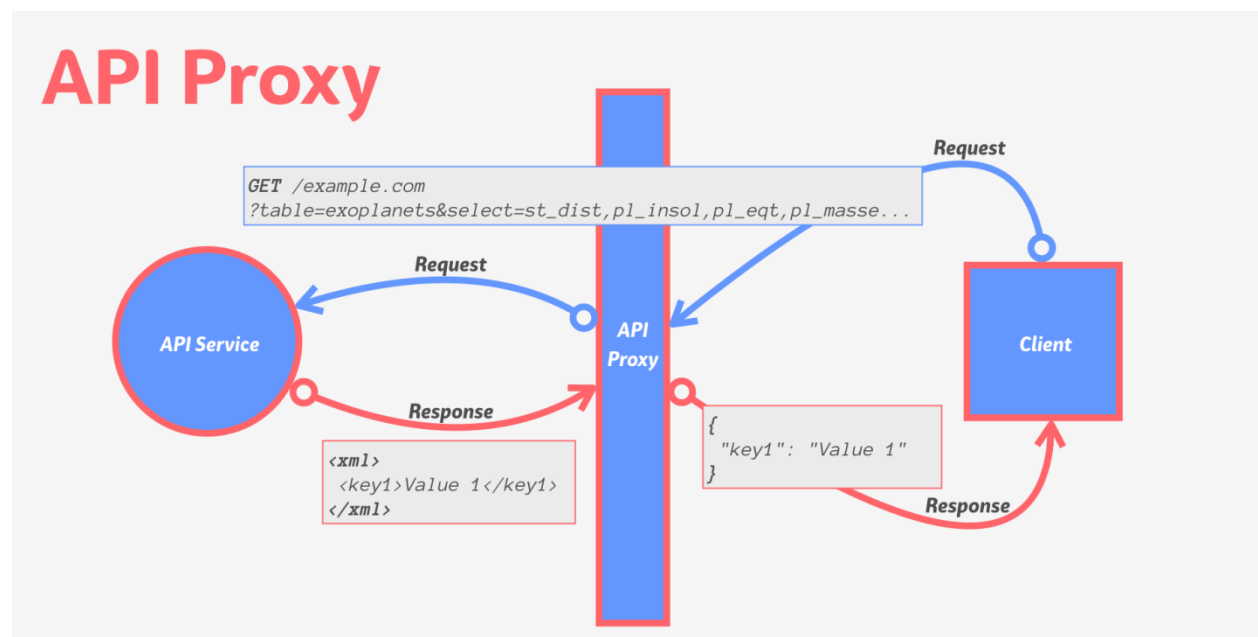 API Proxy
Request
GET /example.com
?table=exoplanets&select=st_dist,pl_insol,pl_eqt,pl_masse...
Request
API Service
API
Proxy
Client
Response
<xml>
<key1>Value 1</key1>
</xml>
{
"key1": "Value 1"
}
Response